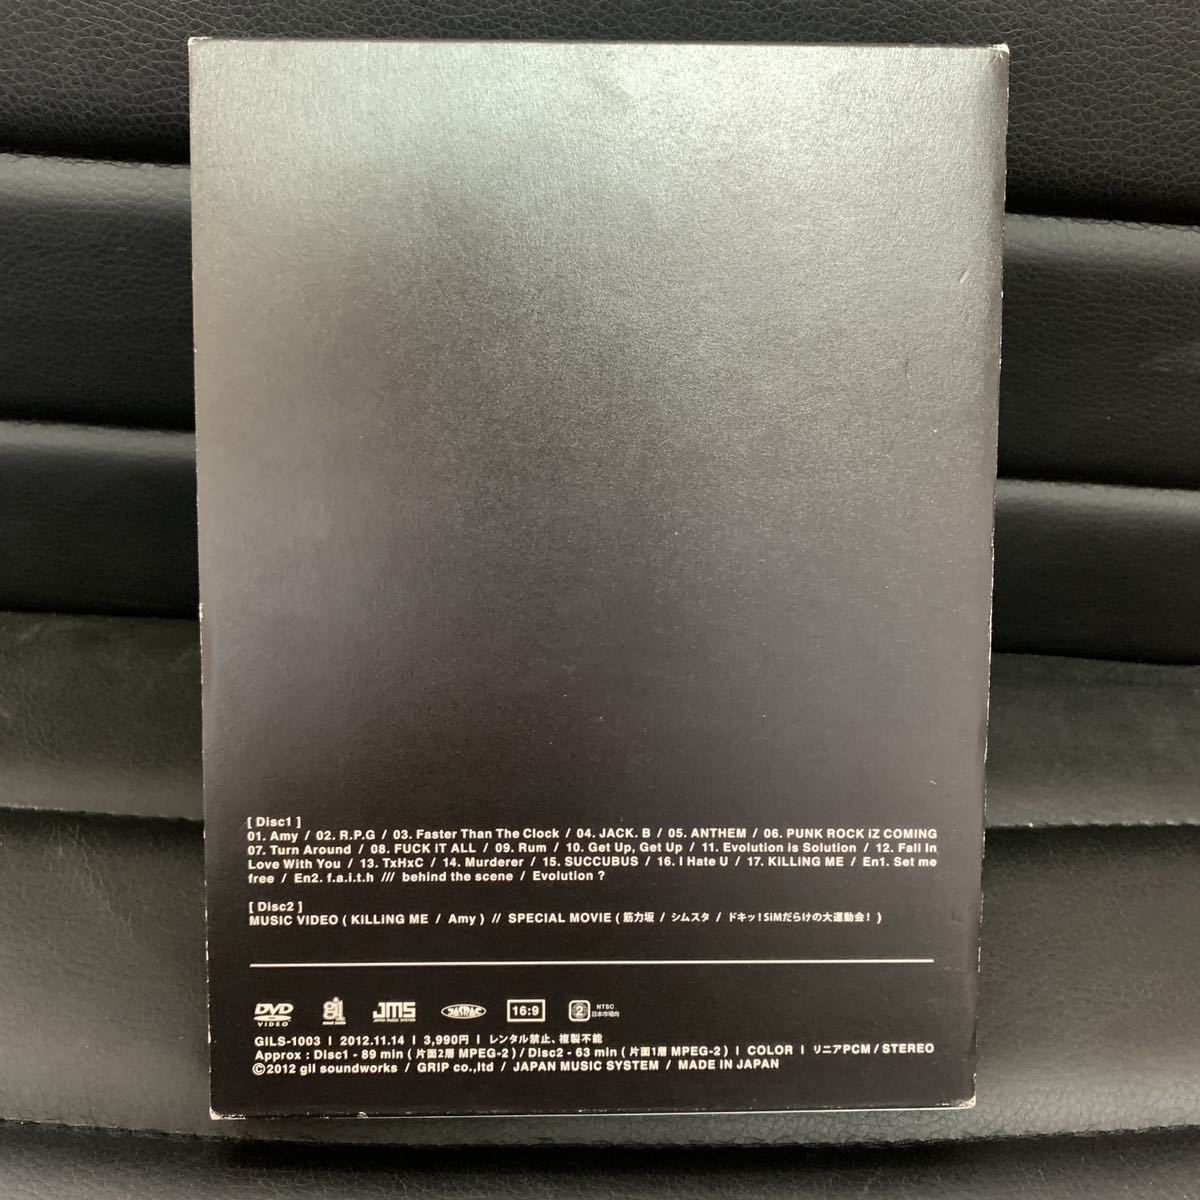 [ Disc1 ]
01. Amy / 02. R.P.G / 03. Faster Than The Clock / 04. JACK. B / 05. ANTHEM / 06. PUNK ROCK iZ COMING
07. Turn Around / 08. FUCK iT ALL / 09. Rum / 10. Get Up, Get Up / 11. Evolution is Solution / 12. Fall In
Love With You / 13. TxHxC / 14. Murderer / 15. SUCCUBUS / 16. I Hate U / 17. KiLLiNG ME / En1. Set me
free / En2. f.a.i.t.h /// behind the scene / Evolution ?
[ Disc2 ]
MUSIC VIDEO ( KiLLiNG ME / Amy ) // SPECIAL MOVIE ( 筋力坂 / シムスタ / ドキッ！SiMだらけの大運動会！ )
DVD VIDEO gil sound works JMS JAPAN MUSIC SYSTEM JASRAC 16:9 2 NTSC 日本市場向
GILS-1003 | 2012.11.14 | 3,990円 | レンタル禁止、複製不能
Approx : Disc1 - 89 min ( 片面2層 MPEG-2 ) / Disc2 - 63 min ( 片面1層 MPEG-2 ) | COLOR | リニアPCM / STEREO
©2012 gil soundworks / GRIP co.,ltd / JAPAN MUSIC SYSTEM / MADE IN JAPAN